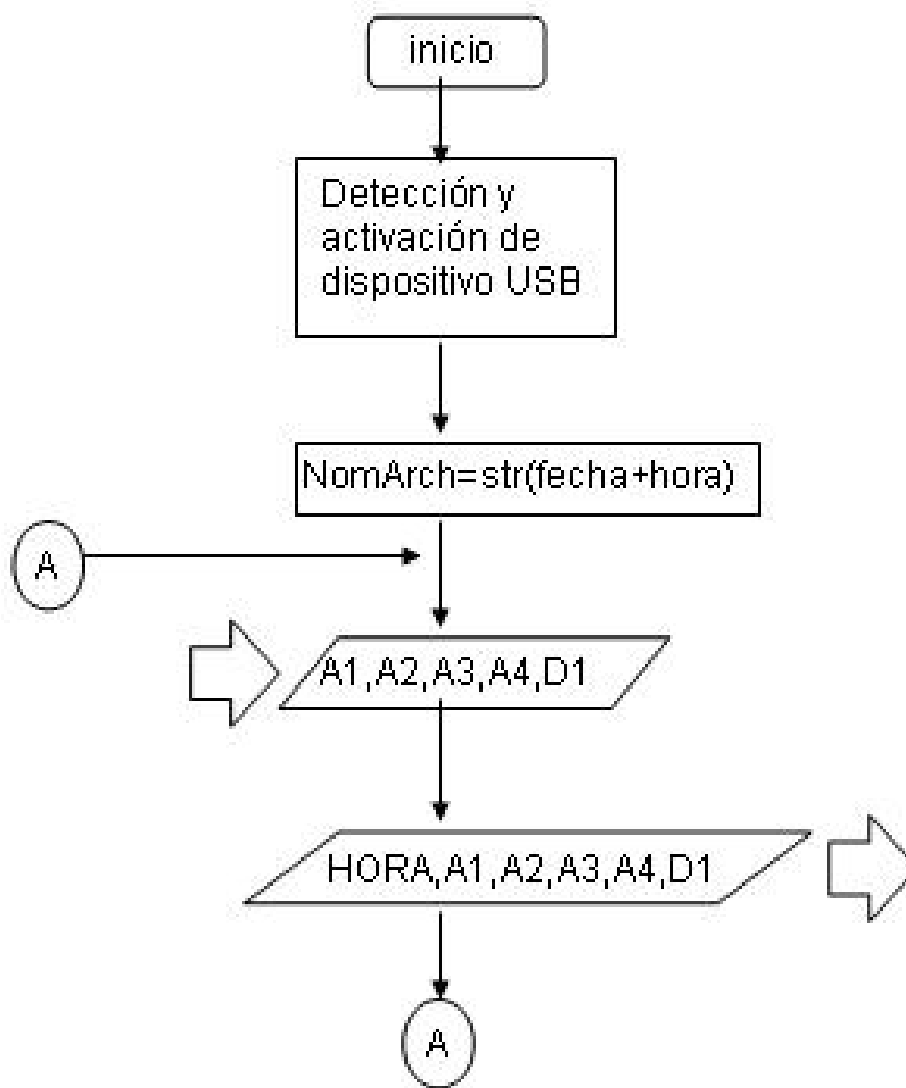 inicio
Detección y
activación de
dispositivo USB
NomArch=str(fecha+hora)
A
A1,A2,A3,A4,D1
HORA,A1,A2,A3,A4,D1
A